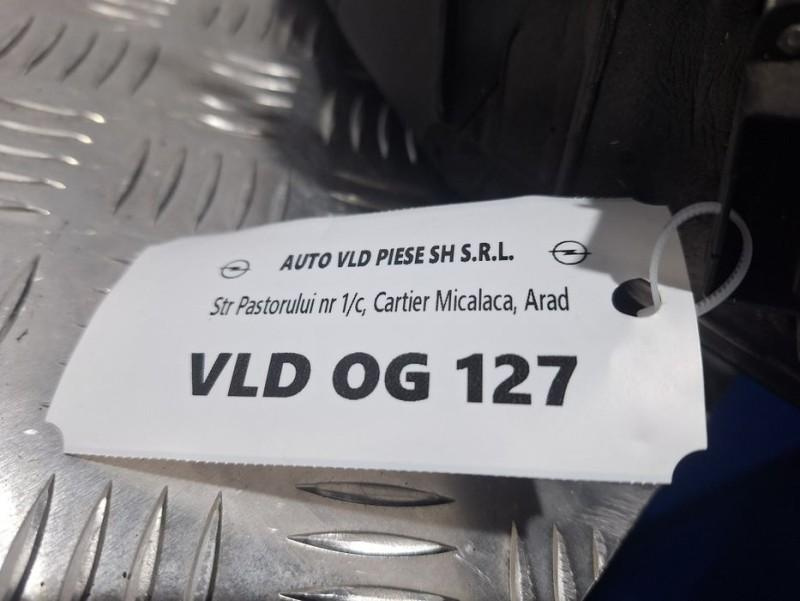 AUTO VLD PIESE SH S.R.L.
Str Pastorului nr 1/c, Cartier Micalaca, Arad
VLD OG 127